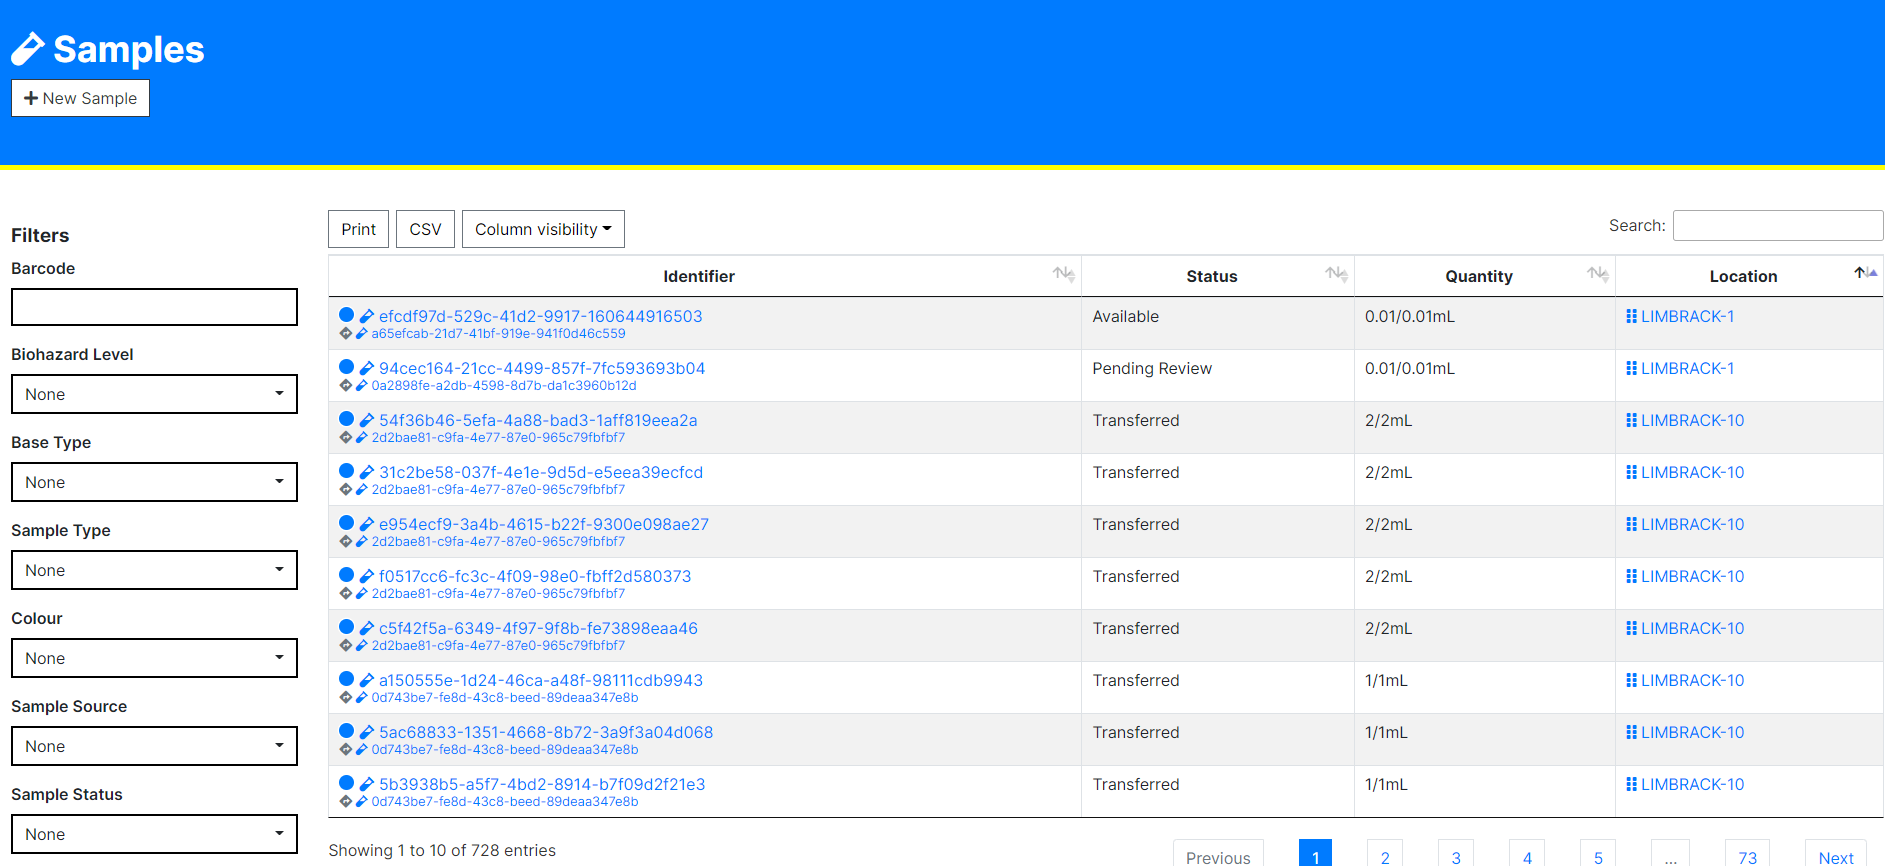 Samples
New Sample
Filters
Barcode
Biohazard Level
None
Base Type
None
Sample Type
None
Colour
None
Sample Source
None
Sample Status
None
Print CSV Column visibility Search:
Identifier Status Quantity Location
efcdf97d-529c-41d2-9917-160644916503 Available 0.01/0.01mL LIMBRACK-1
a65efcab-21d7-41bf-919e-941f0d46c559
94cec164-21cc-4499-857f-7fc593693b04 Pending Review 0.01/0.01mL LIMBRACK-1
0a2898fe-a2db-4598-8d7b-da1c3960b12d
54f36b46-5efa-4a88-bad3-1aff819eea2a Transferred 2/2mL LIMBRACK-10
2d2bae81-c9fa-4e77-87e0-965c79fbfbf7
31c2be58-037f-4e1e-9d5d-e5eea39ecfcd Transferred 2/2mL LIMBRACK-10
2d2bae81-c9fa-4e77-87e0-965c79fbfbf7
e954ecf9-3a4b-4615-b22f-9300e098ae27 Transferred 2/2mL LIMBRACK-10
2d2bae81-c9fa-4e77-87e0-965c79fbfbf7
f0517cc6-fc3c-4f09-98e0-fbff2d580373 Transferred 2/2mL LIMBRACK-10
2d2bae81-c9fa-4e77-87e0-965c79fbfbf7
c5f42f5a-6349-4f97-9f8b-fe73898eaa46 Transferred 2/2mL LIMBRACK-10
2d2bae81-c9fa-4e77-87e0-965c79fbfbf7
a150555e-1d24-46ca-a48f-98111cdb9943 Transferred 1/1mL LIMBRACK-10
0d743be7-fe8d-43c8-beed-89deaa347e8b
5ac68833-1351-4668-8b72-3a9f3a04d068 Transferred 1/1mL LIMBRACK-10
0d743be7-fe8d-43c8-beed-89deaa347e8b
5b3938b5-a5f7-4bd2-8914-b7f09d2f21e3 Transferred 1/1mL LIMBRACK-10
0d743be7-fe8d-43c8-beed-89deaa347e8b
Showing 1 to 10 of 728 entries Previous 1 2 3 4 5 ... 73 Next